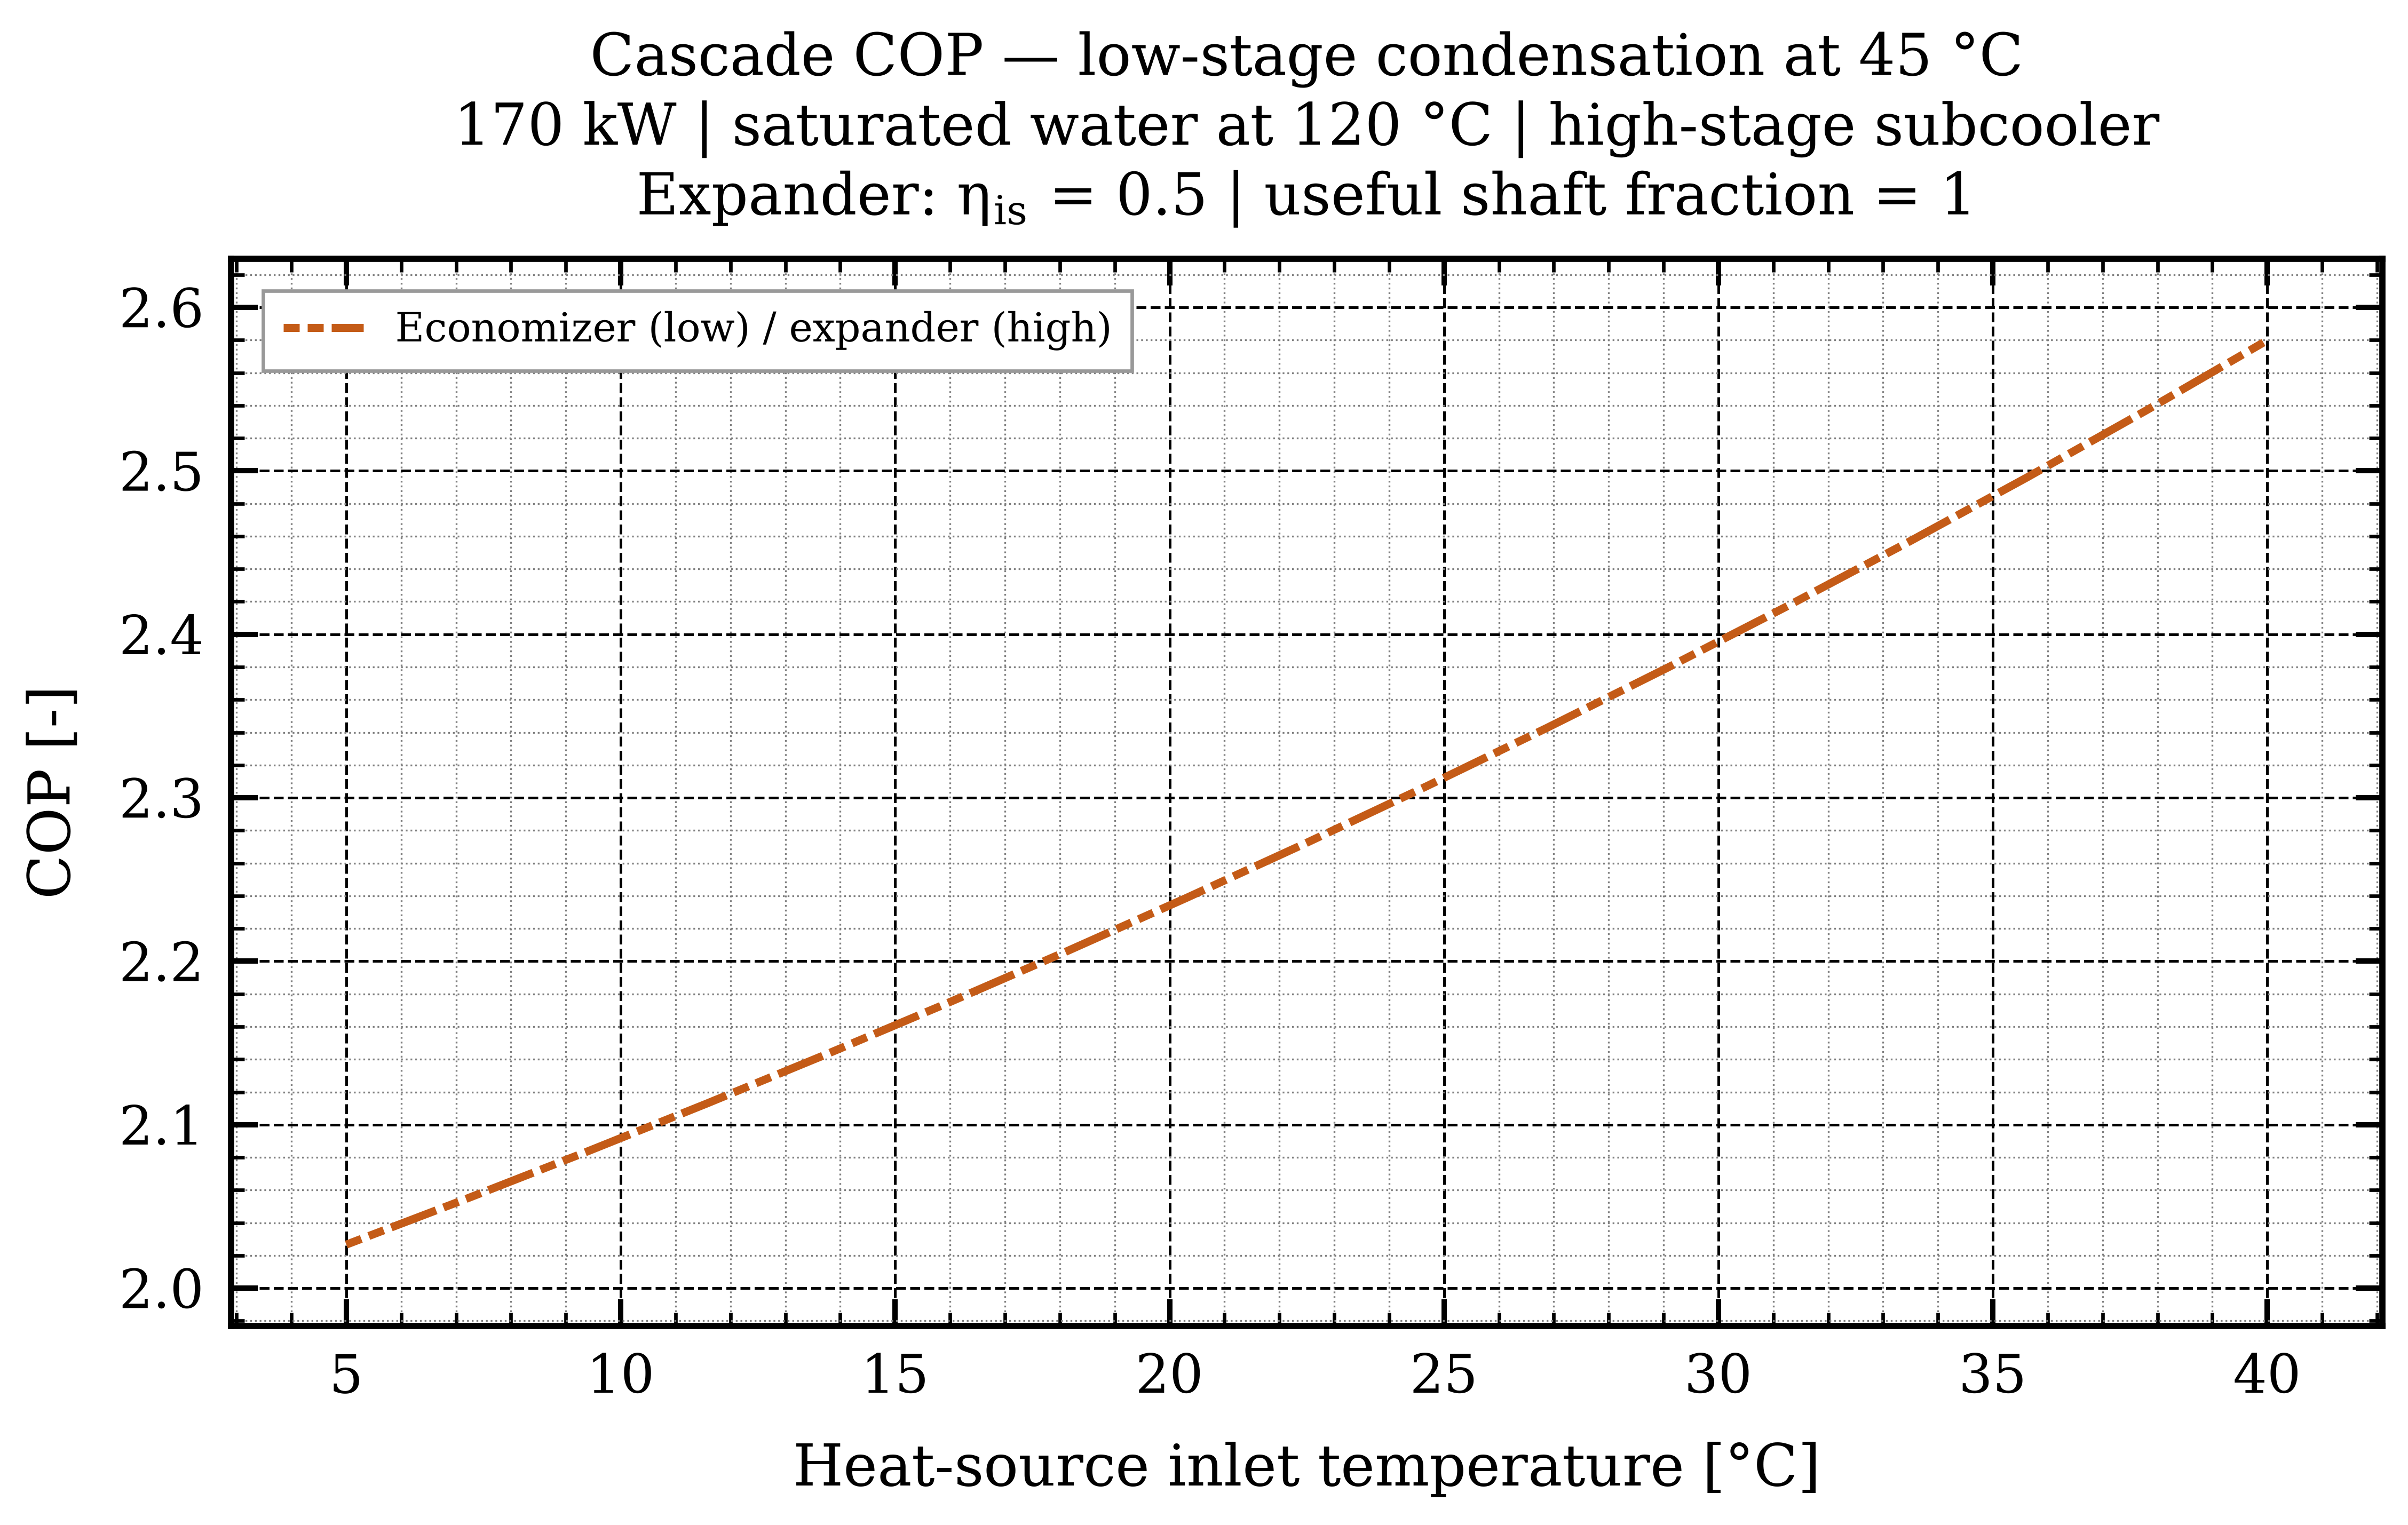 Cascade COP — low-stage condensation at 45 °C
170 kW | saturated water at 120 °C | high-stage subcooler
Expander: ηis = 0.5 | useful shaft fraction = 1
Economizer (low) / expander (high)
COP [-]
2.6
2.5
2.4
2.3
2.2
2.1
2.0
5 10 15 20 25 30 35 40
Heat-source inlet temperature [°C]